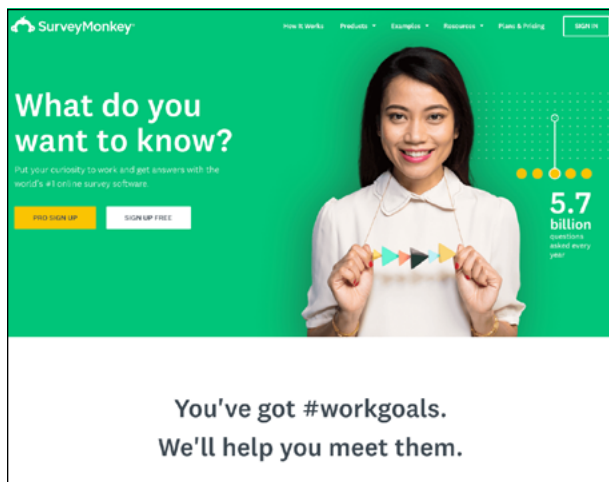 SurveyMonkey
How It Works Products Examples Resources Plans & Pricing SIGN IN
What do you
want to know?
Put your curiosity to work and get answers with the
world's #1 online survey software.
PRO SIGN UP SIGN UP FREE
5.7
billion
questions
asked every
year
You've got #workgoals.
We'll help you meet them.